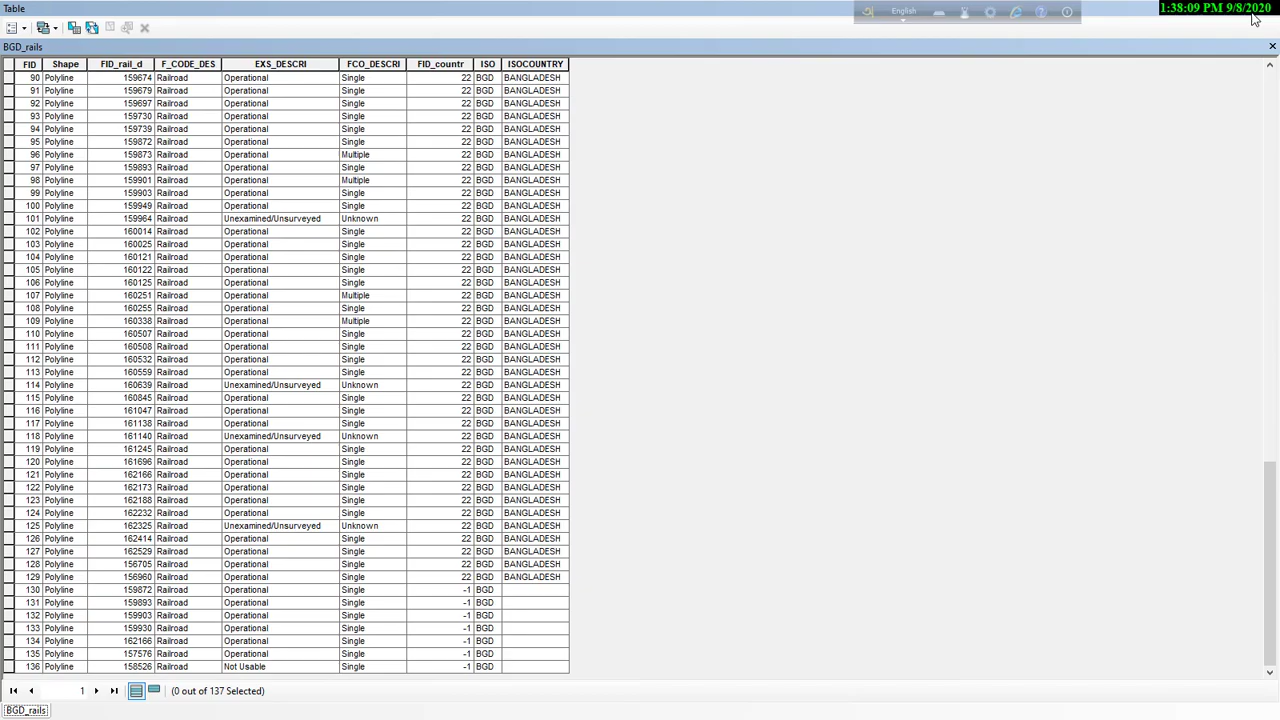 Table
English
1:38:09 PM 9/8/2020
BGD_rails
FID Shape FID_rail_d F_CODE_DES EXS_DESCRI FCO_DESCRI FID_countr ISO ISOCOUNTRY
90 Polyline 159674 Railroad Operational Single 22 BGD BANGLADESH
91 Polyline 159679 Railroad Operational Single 22 BGD BANGLADESH
92 Polyline 159697 Railroad Operational Single 22 BGD BANGLADESH
93 Polyline 159730 Railroad Operational Single 22 BGD BANGLADESH
94 Polyline 159739 Railroad Operational Single 22 BGD BANGLADESH
95 Polyline 159872 Railroad Operational Single 22 BGD BANGLADESH
96 Polyline 159873 Railroad Operational Multiple 22 BGD BANGLADESH
97 Polyline 159893 Railroad Operational Single 22 BGD BANGLADESH
98 Polyline 159901 Railroad Operational Multiple 22 BGD BANGLADESH
99 Polyline 159903 Railroad Operational Single 22 BGD BANGLADESH
100 Polyline 159949 Railroad Operational Single 22 BGD BANGLADESH
101 Polyline 159964 Railroad Unexamined/Unsurveyed Unknown 22 BGD BANGLADESH
102 Polyline 160014 Railroad Operational Single 22 BGD BANGLADESH
103 Polyline 160025 Railroad Operational Single 22 BGD BANGLADESH
104 Polyline 160121 Railroad Operational Single 22 BGD BANGLADESH
105 Polyline 160122 Railroad Operational Single 22 BGD BANGLADESH
106 Polyline 160125 Railroad Operational Single 22 BGD BANGLADESH
107 Polyline 160251 Railroad Operational Multiple 22 BGD BANGLADESH
108 Polyline 160255 Railroad Operational Single 22 BGD BANGLADESH
109 Polyline 160338 Railroad Operational Multiple 22 BGD BANGLADESH
110 Polyline 160507 Railroad Operational Single 22 BGD BANGLADESH
111 Polyline 160508 Railroad Operational Single 22 BGD BANGLADESH
112 Polyline 160532 Railroad Operational Single 22 BGD BANGLADESH
113 Polyline 160559 Railroad Operational Single 22 BGD BANGLADESH
114 Polyline 160639 Railroad Unexamined/Unsurveyed Unknown 22 BGD BANGLADESH
115 Polyline 160845 Railroad Operational Single 22 BGD BANGLADESH
116 Polyline 161047 Railroad Operational Single 22 BGD BANGLADESH
117 Polyline 161138 Railroad Operational Single 22 BGD BANGLADESH
118 Polyline 161140 Railroad Unexamined/Unsurveyed Unknown 22 BGD BANGLADESH
119 Polyline 161245 Railroad Operational Single 22 BGD BANGLADESH
120 Polyline 161696 Railroad Operational Single 22 BGD BANGLADESH
121 Polyline 162166 Railroad Operational Single 22 BGD BANGLADESH
122 Polyline 162173 Railroad Operational Single 22 BGD BANGLADESH
123 Polyline 162188 Railroad Operational Single 22 BGD BANGLADESH
124 Polyline 162232 Railroad Operational Single 22 BGD BANGLADESH
125 Polyline 162325 Railroad Unexamined/Unsurveyed Unknown 22 BGD BANGLADESH
126 Polyline 162414 Railroad Operational Single 22 BGD BANGLADESH
127 Polyline 162529 Railroad Operational Single 22 BGD BANGLADESH
128 Polyline 156705 Railroad Operational Single 22 BGD BANGLADESH
129 Polyline 156960 Railroad Operational Single 22 BGD BANGLADESH
130 Polyline 159872 Railroad Operational Single -1 BGD
131 Polyline 159893 Railroad Operational Single -1 BGD
132 Polyline 159903 Railroad Operational Single -1 BGD
133 Polyline 159930 Railroad Operational Single -1 BGD
134 Polyline 162166 Railroad Operational Single -1 BGD
135 Polyline 157576 Railroad Operational Single -1 BGD
136 Polyline 158526 Railroad Not Usable Single -1 BGD
1 (0 out of 137 Selected)
BGD_rails